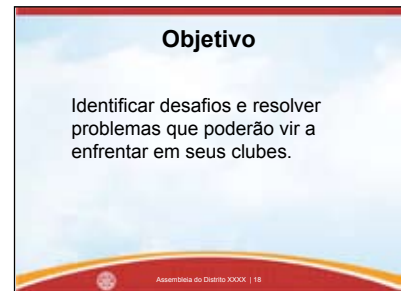 Objetivo
Identificar desafios e resolver
problemas que poderão vir a
enfrentar em seus clubes.
Assembleia do Distrito XXXX | 18